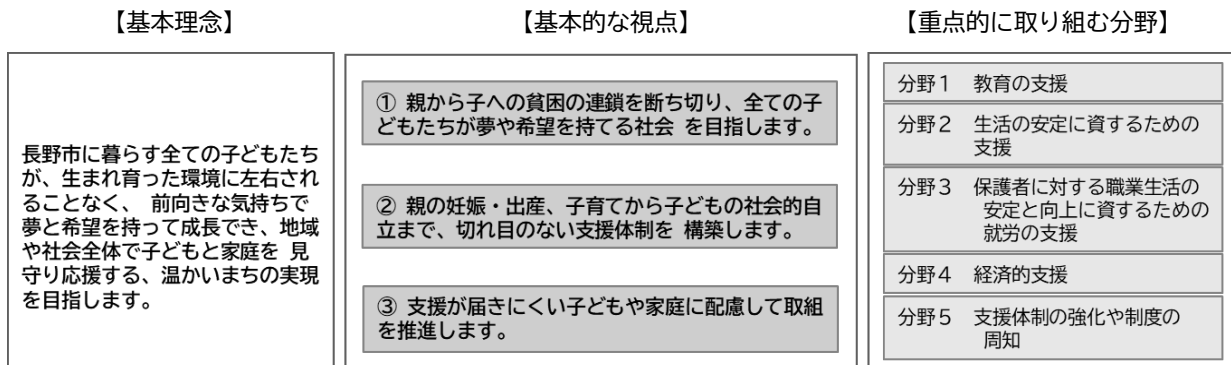 【基本理念】
長野市に暮らす全ての子どもたち
が、生まれ育った環境に左右され
ることなく、 前向きな気持ちで
夢と希望を持って成長でき、地域
や社会全体で子どもと家庭を 見
守り応援する、温かいまちの実現
を目指します。
【基本的な視点】
① 親から子への貧困の連鎖を断ち切り、全ての子
どもたちが夢や希望を持てる社会 を目指します。
② 親の妊娠・出産、子育てから子どもの社会的自
立まで、切れ目のない支援体制を 構築します。
③ 支援が届きにくい子どもや家庭に配慮して取組
を推進します。
【重点的に取り組む分野】
分野１ 教育の支援
分野２ 生活の安定に資するための
支援
分野３ 保護者に対する職業生活の
安定と向上に資するための
就労の支援
分野４ 経済的支援
分野５ 支援体制の強化や制度の
周知